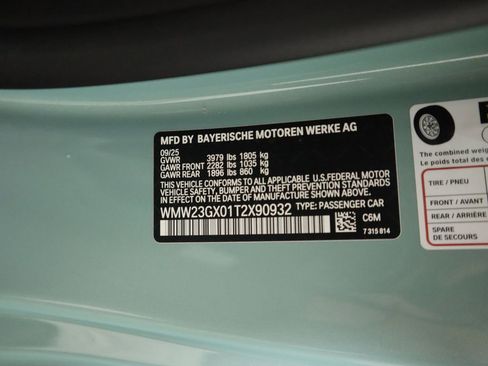 MFD BY BAYERISCHE MOTOREN WERKE AG
09/25
GVWR 3979 lbs 1805 kg
GAWR FRONT 2282 lbs 1035 kg
GAWR REAR 1896 lbs 860 kg
THIS VEHICLE CONFORMS TO ALL APPLICABLE U.S.FEDERAL MOTOR
VEHICLE SAFETY, BUMPER, AND THEFT PREVENTION STANDARDS
IN EFFECT ON THE DATE OF MANUFACTURE SHOWN ABOVE.
WMW23GX01T2X90932 TYPE: PASSENGER CAR
C6M
7 315 814
The combined weig
Le poids total des
TIRE / PNEU
FRONT / AVANT
REAR / ARRIÈRE
SPARE
DE SECOURS